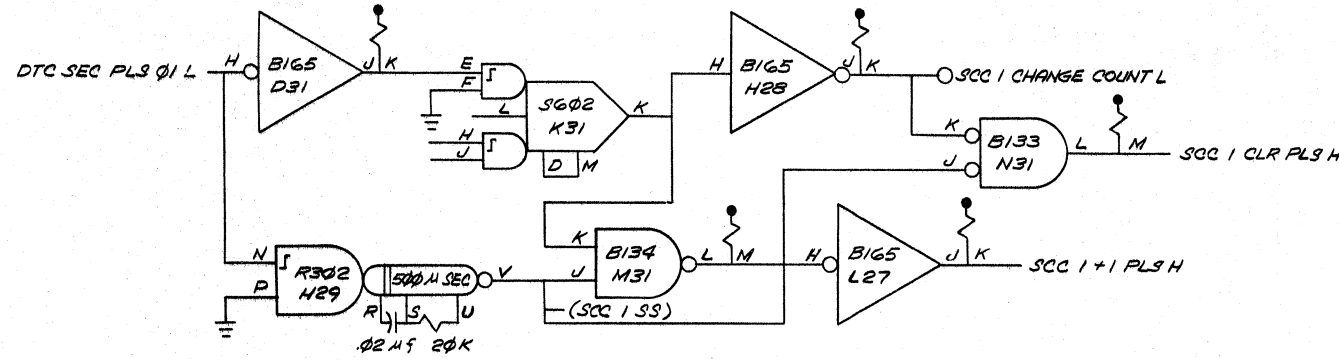 DTC SEC PLS Ø1 L
H
B165
D31
J K
E
F
L
H
J
S6Ø2
K31
D M
K
H
B165
H28
J K
SCC 1 CHANGE COUNT L
K
J
B133
N31
L M
SCC 1 CLR PLS H
N
P
R3Ø2
H29
5ØØ μ SEC
V
R S U
.Ø2 μf 2ØK
K
J
B134
M31
L M
(SCC 1 SS)
H
B165
L27
J K
SCC 1 +1 PLS H